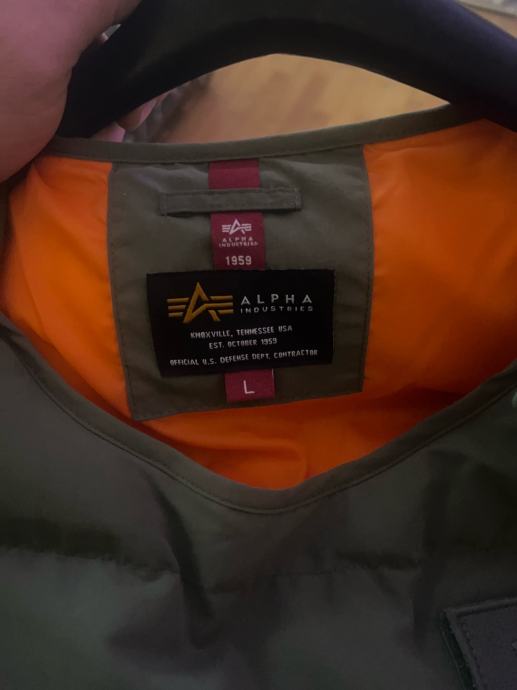 ALPHA
INDUSTRIES
1959
ALPHA
INDUSTRIES
KNOXVILLE, TENNESSEE USA
EST. OCTOBER 1959
OFFICIAL U.S. DEFENSE DEPT. CONTRACTOR
L